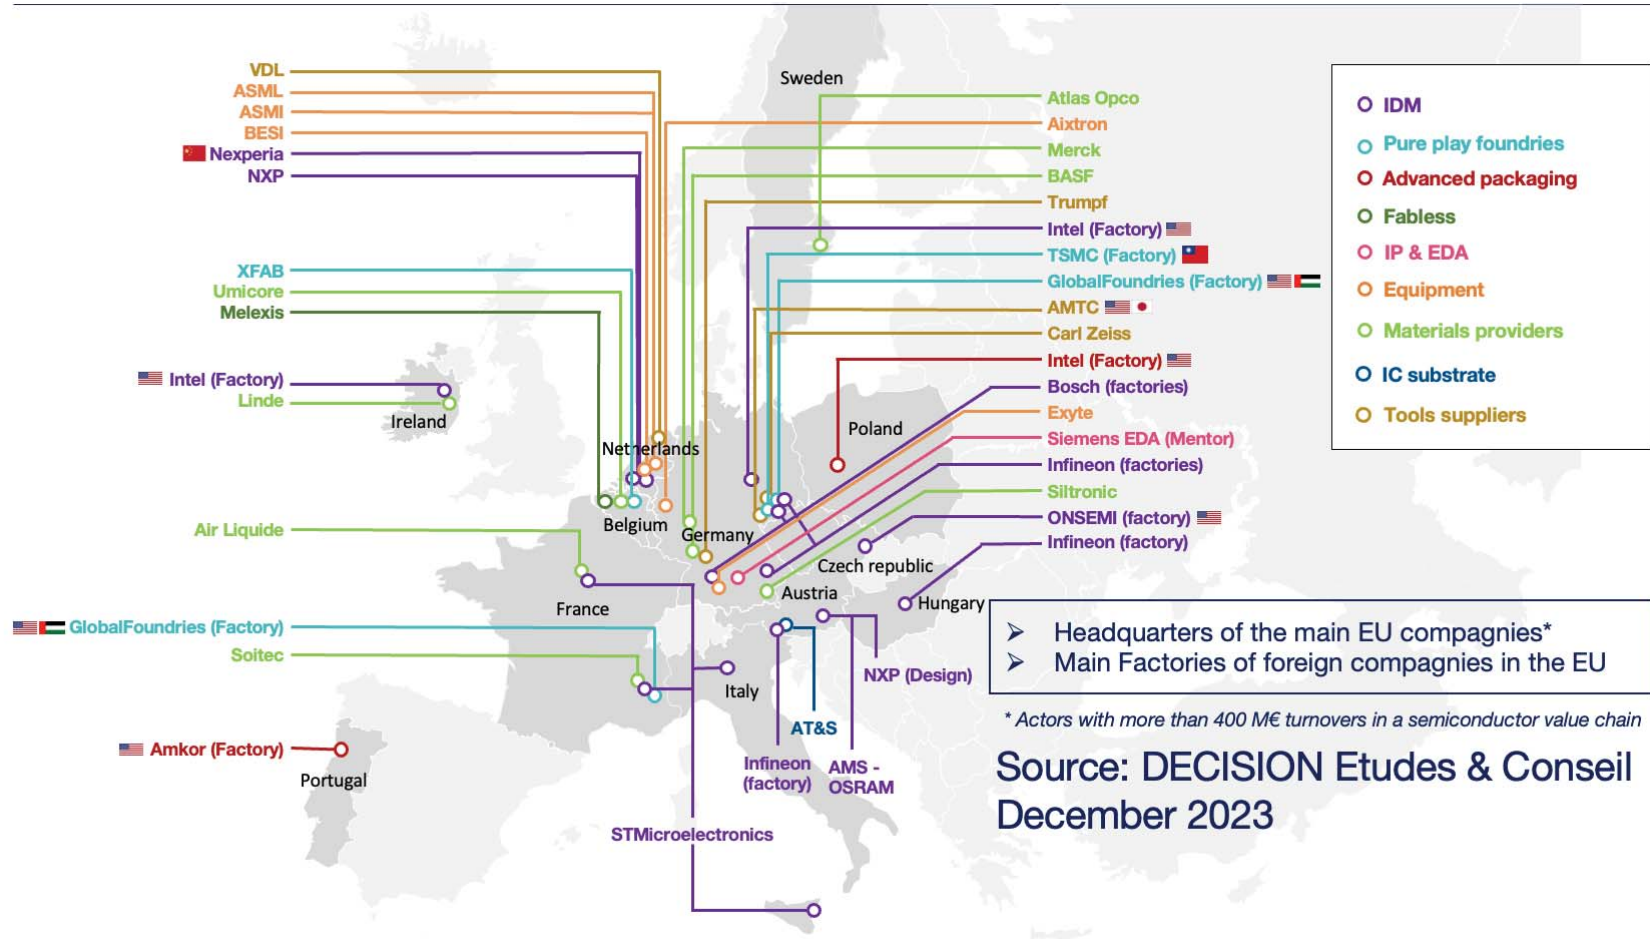 VDL
ASML
ASMI
BESI
Nexperia
NXP
XFAB
Umicore
Melexis
Intel (Factory)
Linde
Air Liquide
GlobalFoundries (Factory)
Soitec
Amkor (Factory)
Sweden
Ireland
Netherlands
Poland
Belgium
Germany
Czech republic
Austria
France
Hungary
Italy
Portugal
NXP (Design)
AT&S
Infineon
(factory)
AMS -
OSRAM
STMicroelectronics
Atlas Opco
Aixtron
Merck
BASF
Trumpf
Intel (Factory)
TSMC (Factory)
GlobalFoundries (Factory)
AMTC
Carl Zeiss
Intel (Factory)
Bosch (factories)
Exyte
Siemens EDA (Mentor)
Infineon (factories)
Siltronic
ONSEMI (factory)
Infineon (factory)
IDM
Pure play foundries
Advanced packaging
Fabless
IP & EDA
Equipment
Materials providers
IC substrate
Tools suppliers
➢ Headquarters of the main EU compagnies*
➢ Main Factories of foreign compagnies in the EU
* Actors with more than 400 M€ turnovers in a semiconductor value chain
Source: DECISION Etudes & Conseil
December 2023